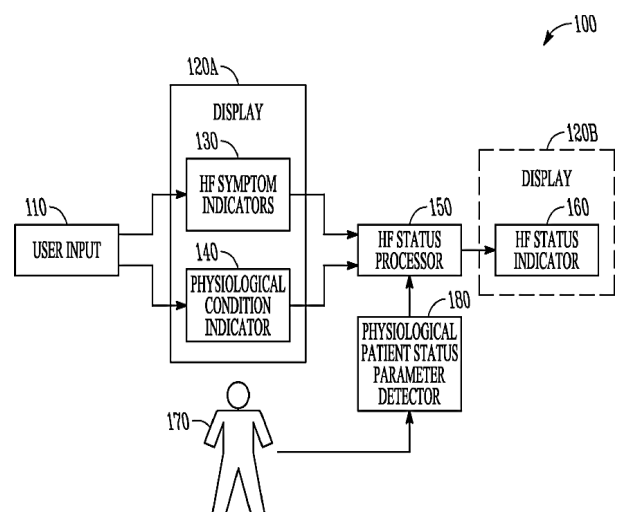 100
120A
DISPLAY
130
HF SYMPTOM
INDICATORS
110
USER INPUT
140
PHYSIOLOGICAL
CONDITION
INDICATOR
150
HF STATUS
PROCESSOR
120B
DISPLAY
160
HF STATUS
INDICATOR
180
PHYSIOLOGICAL
PATIENT STATUS
PARAMETER
DETECTOR
170